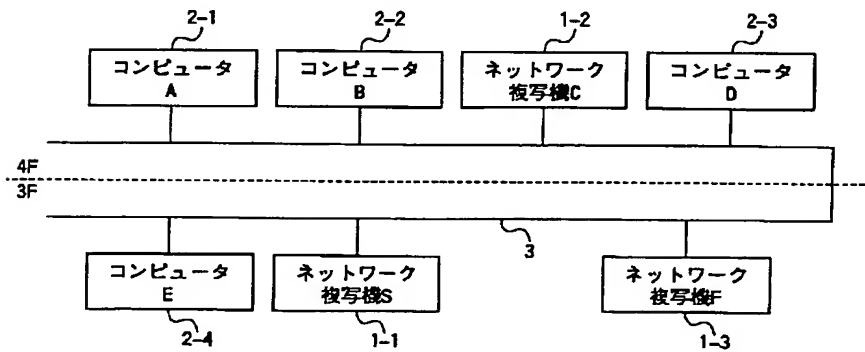 2-1
2-2
1-2
2-3
コンピュータ
A
コンピュータ
B
ネットワーク
複写機C
コンピュータ
D
4F
3F
3
コンピュータ
E
ネットワーク
複写機S
ネットワーク
複写機F
2-4
1-1
1-3